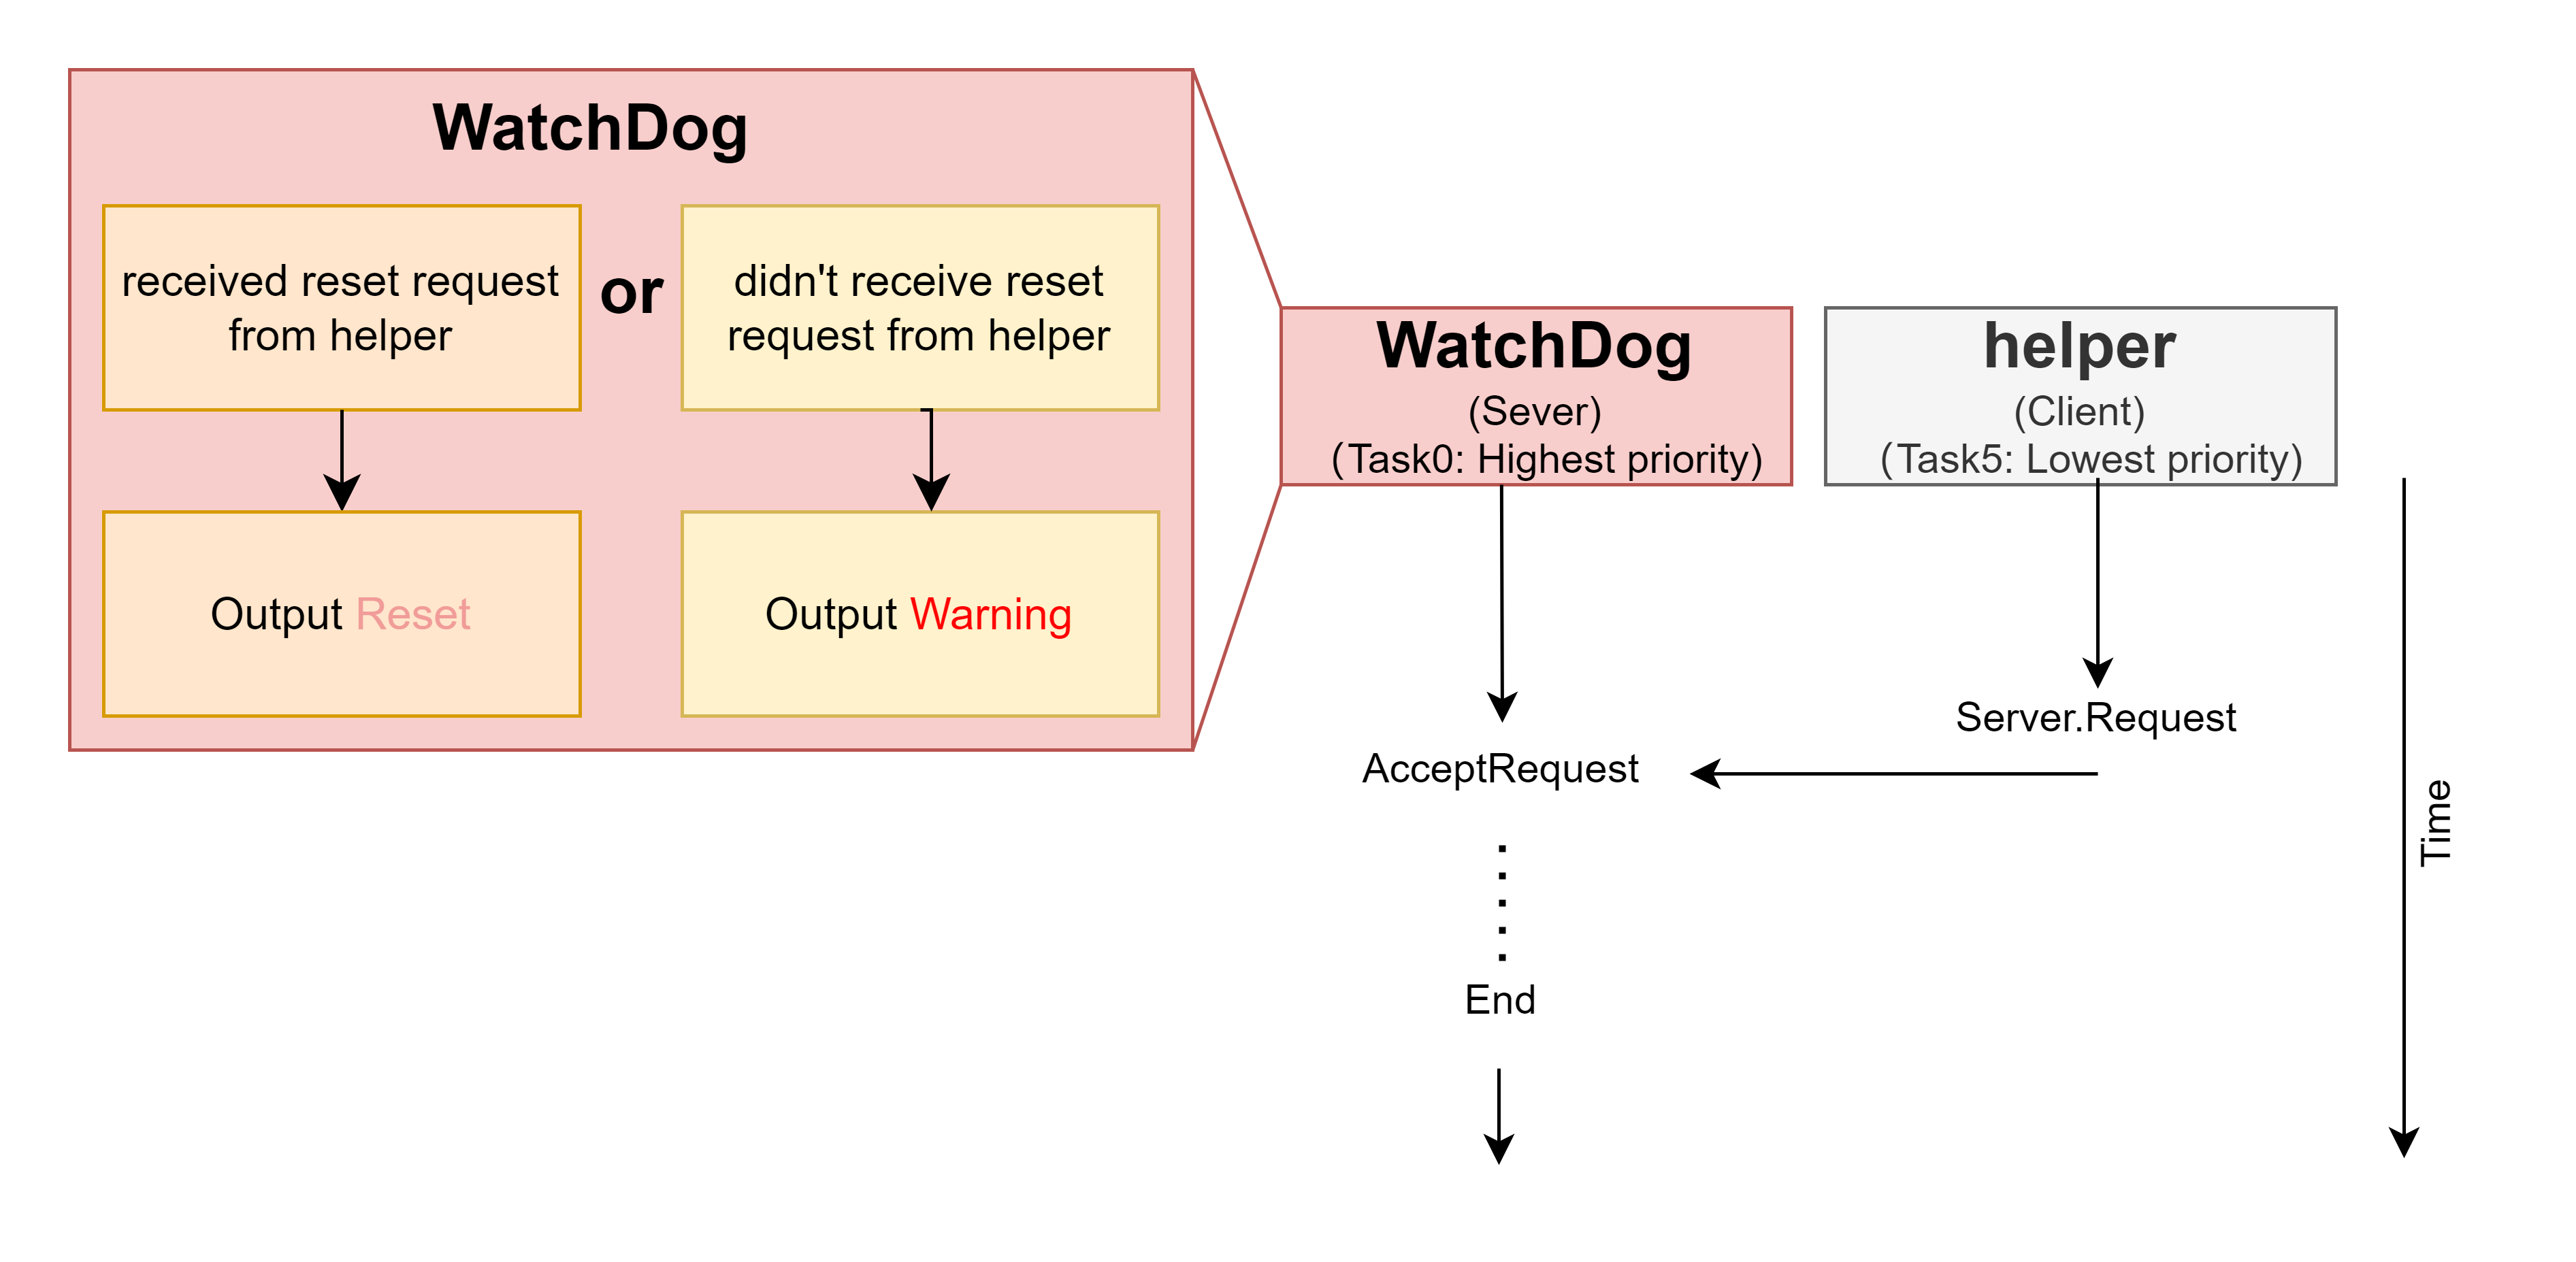 WatchDog
received reset request
from helper
or
didn't receive reset
request from helper
Output Reset
Output Warning
WatchDog
(Sever)
(Task0: Highest priority)
helper
(Client)
(Task5: Lowest priority)
Server.Request
AcceptRequest
End
Time